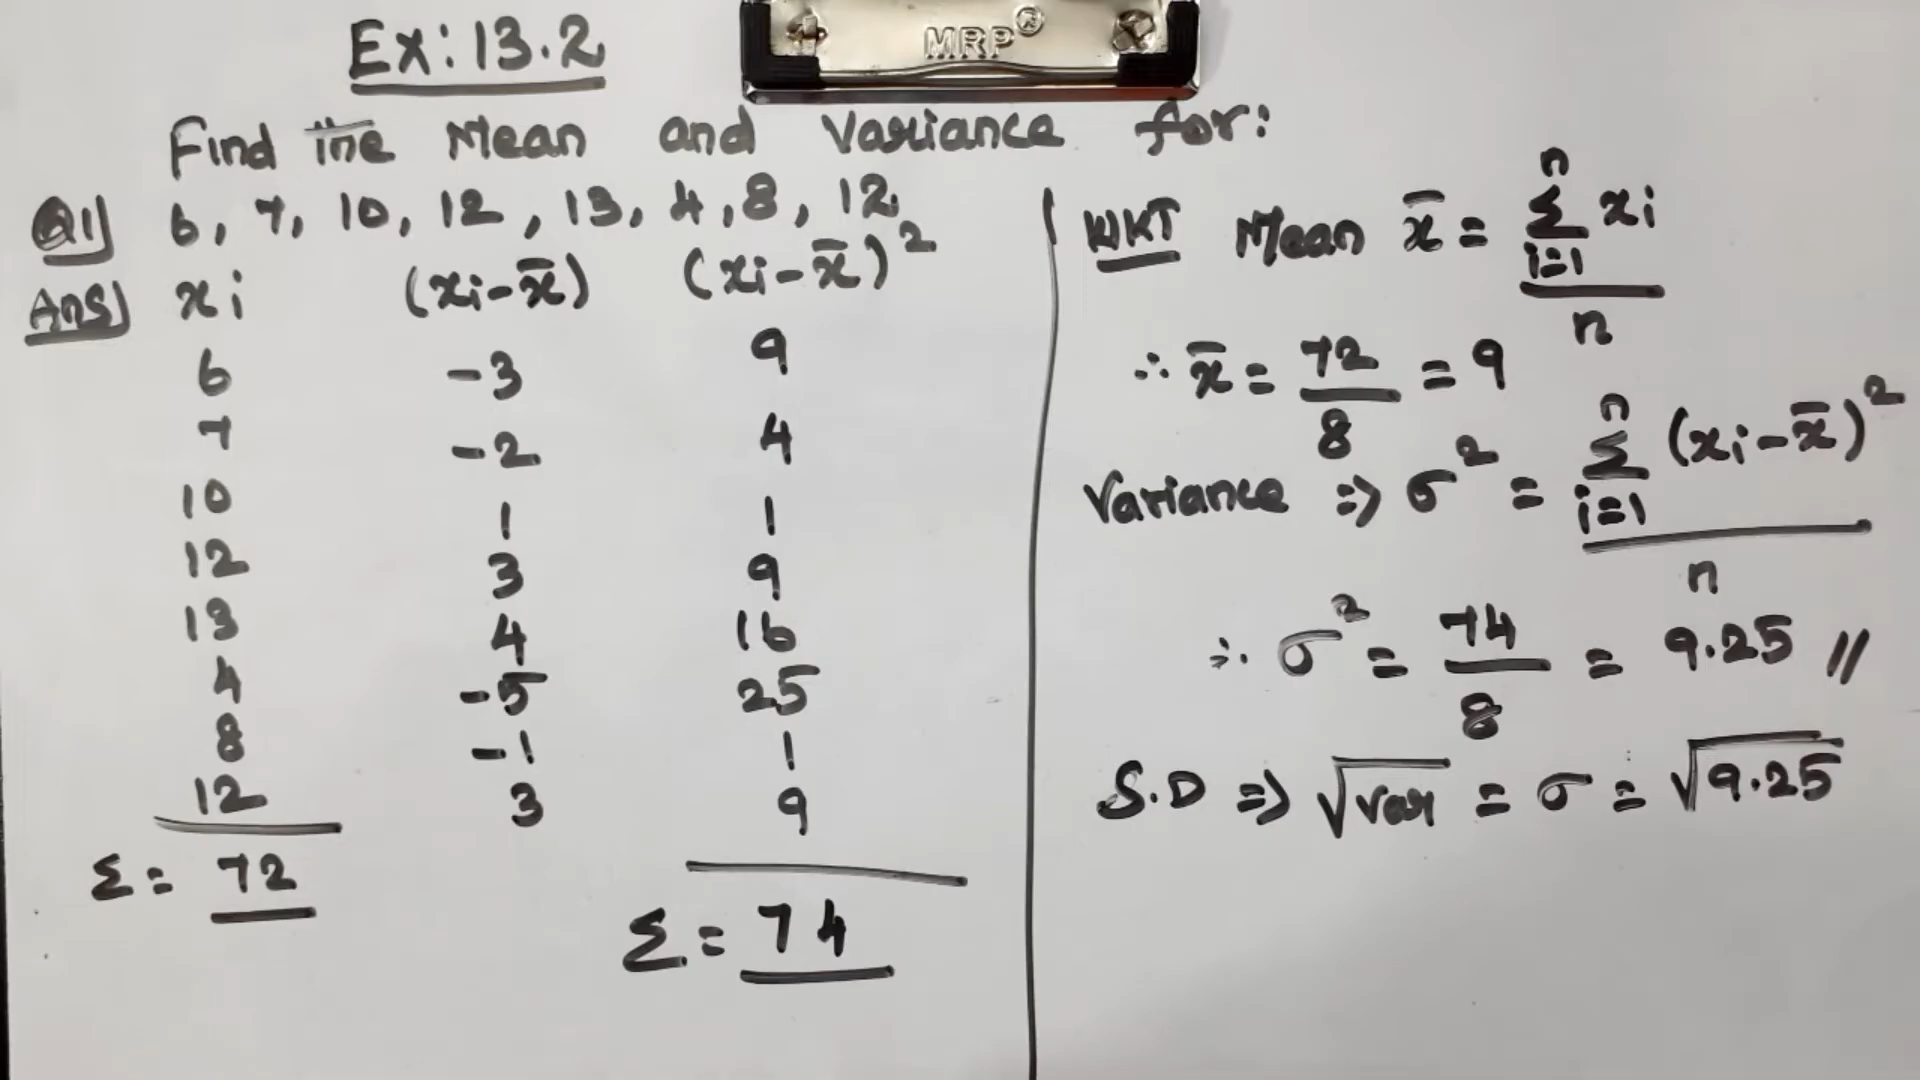 Ex: 13.2
MRP®
Find the Mean and Variance for:
Q1) 6, 7, 10, 12, 13, 4, 8, 12
Ans) xi (xi-x̄) (xi-x̄)²
6 -3 9
7 -2 4
10 1 1
12 3 9
13 4 16
4 -5 25
8 -1 1
12 3 9
Σ= 72
Σ= 74
WKT Mean x̄ = n Σ i=1 xi / n
∴ x̄ = 72/8 = 9
Variance => σ² = n Σ i=1 (xi-x̄)² / n
∴ σ² = 74/8 = 9.25 //
S.D => √var = σ = √9.25